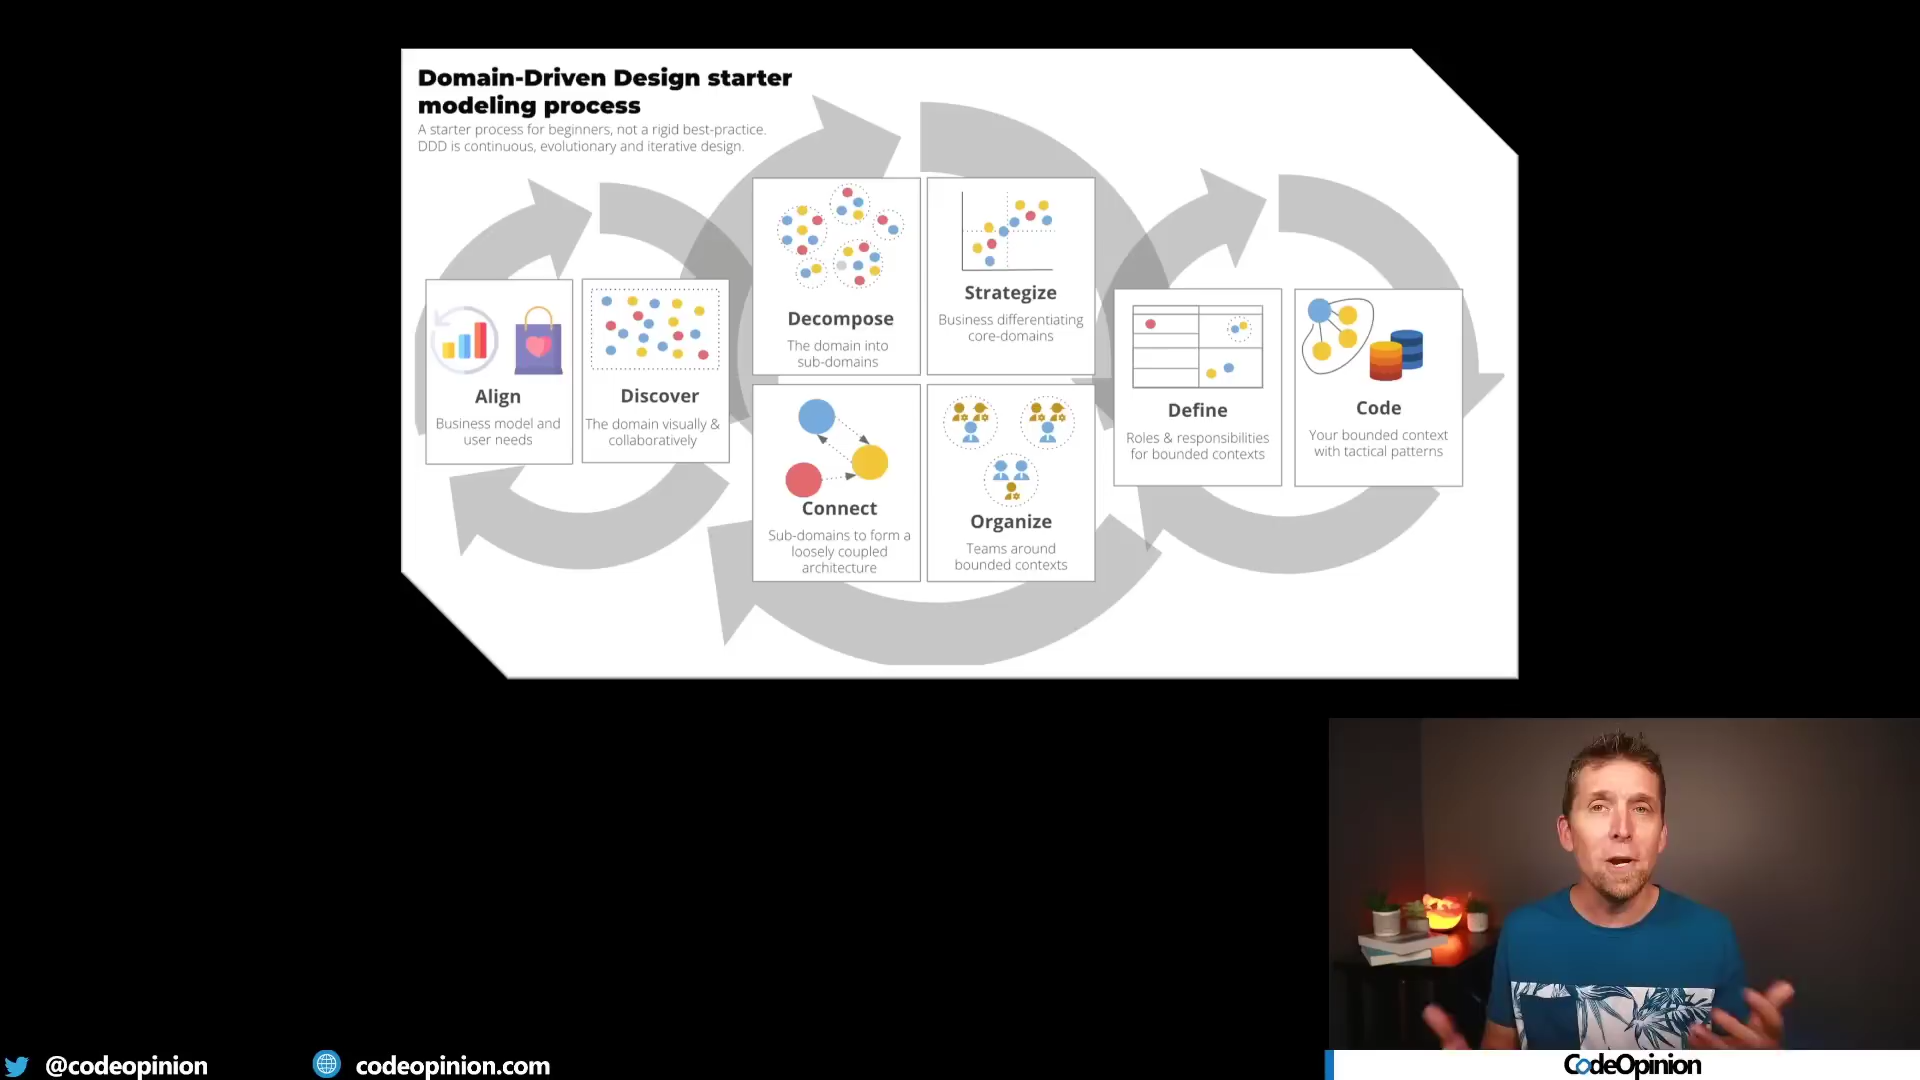 Domain-Driven Design starter
modeling process
A starter process for beginners, not a rigid best-practice.
DDD is continuous, evolutionary and iterative design.
Align
Business model and
user needs
Discover
The domain visually &
collaboratively
Decompose
The domain into
sub-domains
Strategize
Business differentiating
core-domains
Connect
Sub-domains to form a
loosely coupled
architecture
Organize
Teams around
bounded contexts
Define
Roles & responsibilities
for bounded contexts
Code
Your bounded context
with tactical patterns
@codeopinion
codeopinion.com
CodeOpinion